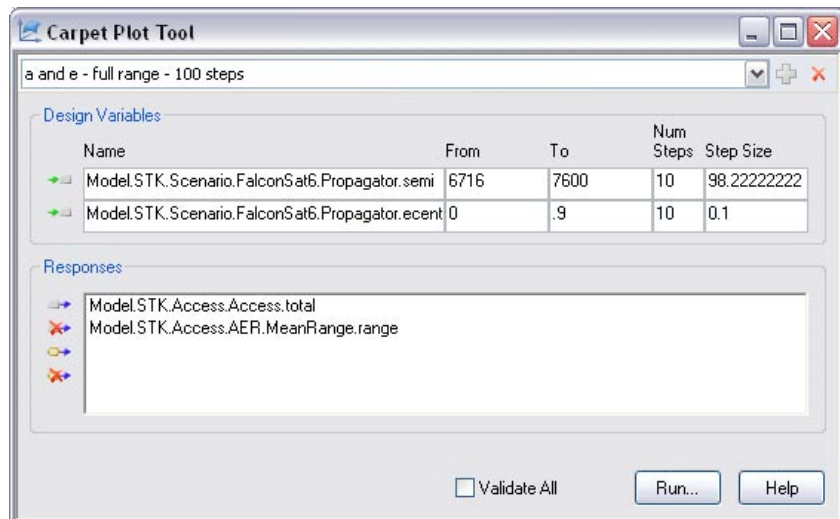 Carpet Plot Tool
a and e - full range - 100 steps
Design Variables
Name From To Num Steps Step Size
Model.STK.Scenario.FalconSat6.Propagator.semi 6716 7600 10 98.22222222
Model.STK.Scenario.FalconSat6.Propagator.ecent 0 .9 10 0.1
Responses
Model.STK.Access.Access.total
Model.STK.Access.AER.MeanRange.range
Validate All Run... Help